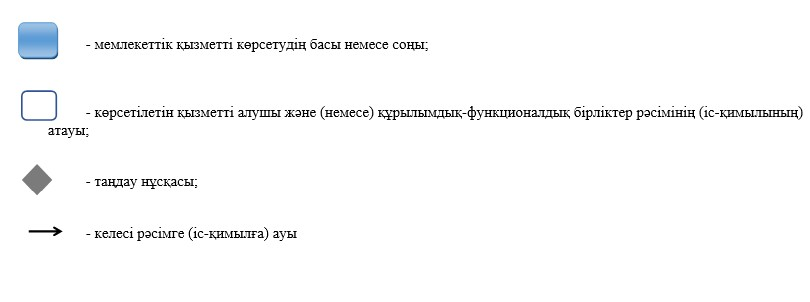 - мемлекеттік қызметті көрсетудің басы немесе соңы;
- көрсетілетін қызметті алушы және (немесе) құрылымдық-функционалдық бірліктер рәсімінің (іс-қимылының)
атауы;
- таңдау нұсқасы;
- келесі рәсімге (іс-қимылға) ауы